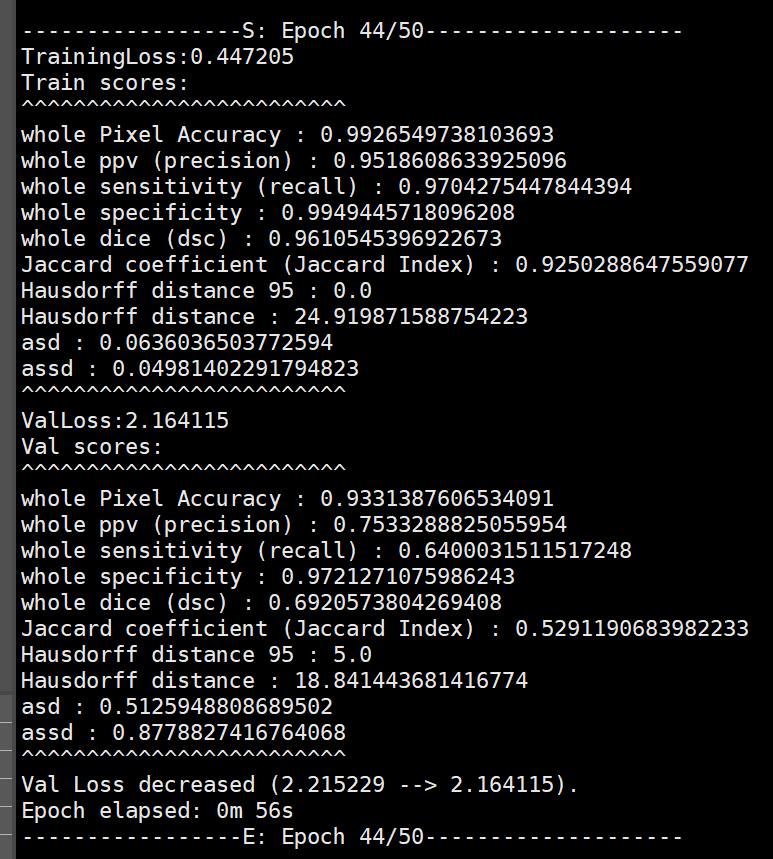 -----------------S: Epoch 44/50--------------------
TrainingLoss:0.447205
Train scores:
^^^^^^^^^^^^^^^^^^^^^^^^^
whole Pixel Accuracy : 0.9926549738103693
whole ppv (precision) : 0.9518608633925096
whole sensitivity (recall) : 0.9704275447844394
whole specificity : 0.9949445718096208
whole dice (dsc) : 0.9610545396922673
Jaccard coefficient (Jaccard Index) : 0.9250288647559077
Hausdorff distance 95 : 0.0
Hausdorff distance : 24.919871588754223
asd : 0.0636036503772594
assd : 0.04981402291794823
^^^^^^^^^^^^^^^^^^^^^^^^^
ValLoss:2.164115
Val scores:
^^^^^^^^^^^^^^^^^^^^^^^^^
whole Pixel Accuracy : 0.9331387606534091
whole ppv (precision) : 0.7533288825055954
whole sensitivity (recall) : 0.6400031511517248
whole specificity : 0.9721271075986243
whole dice (dsc) : 0.6920573804269408
Jaccard coefficient (Jaccard Index) : 0.5291190683982233
Hausdorff distance 95 : 5.0
Hausdorff distance : 18.841443681416774
asd : 0.5125948808689502
assd : 0.8778827416764068
^^^^^^^^^^^^^^^^^^^^^^^^^
Val Loss decreased (2.215229 --> 2.164115).
Epoch elapsed: 0m 56s
-----------------E: Epoch 44/50--------------------